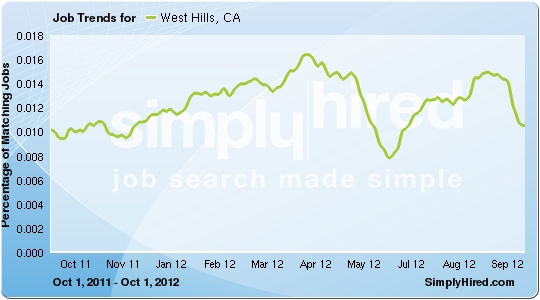 Job Trends for West Hills, CA
Percentage of Matching Jobs
0.018
0.016
0.014
0.012
0.010
0.008
0.006
0.004
0.002
0.000
simplyhired
job search made simple
Oct 11 Nov 11 Jan 12 Feb 12 Mar 12 Apr 12 May 12 Jul 12 Aug 12 Sep 12
Oct 1, 2011 - Oct 1, 2012 SimplyHired.com